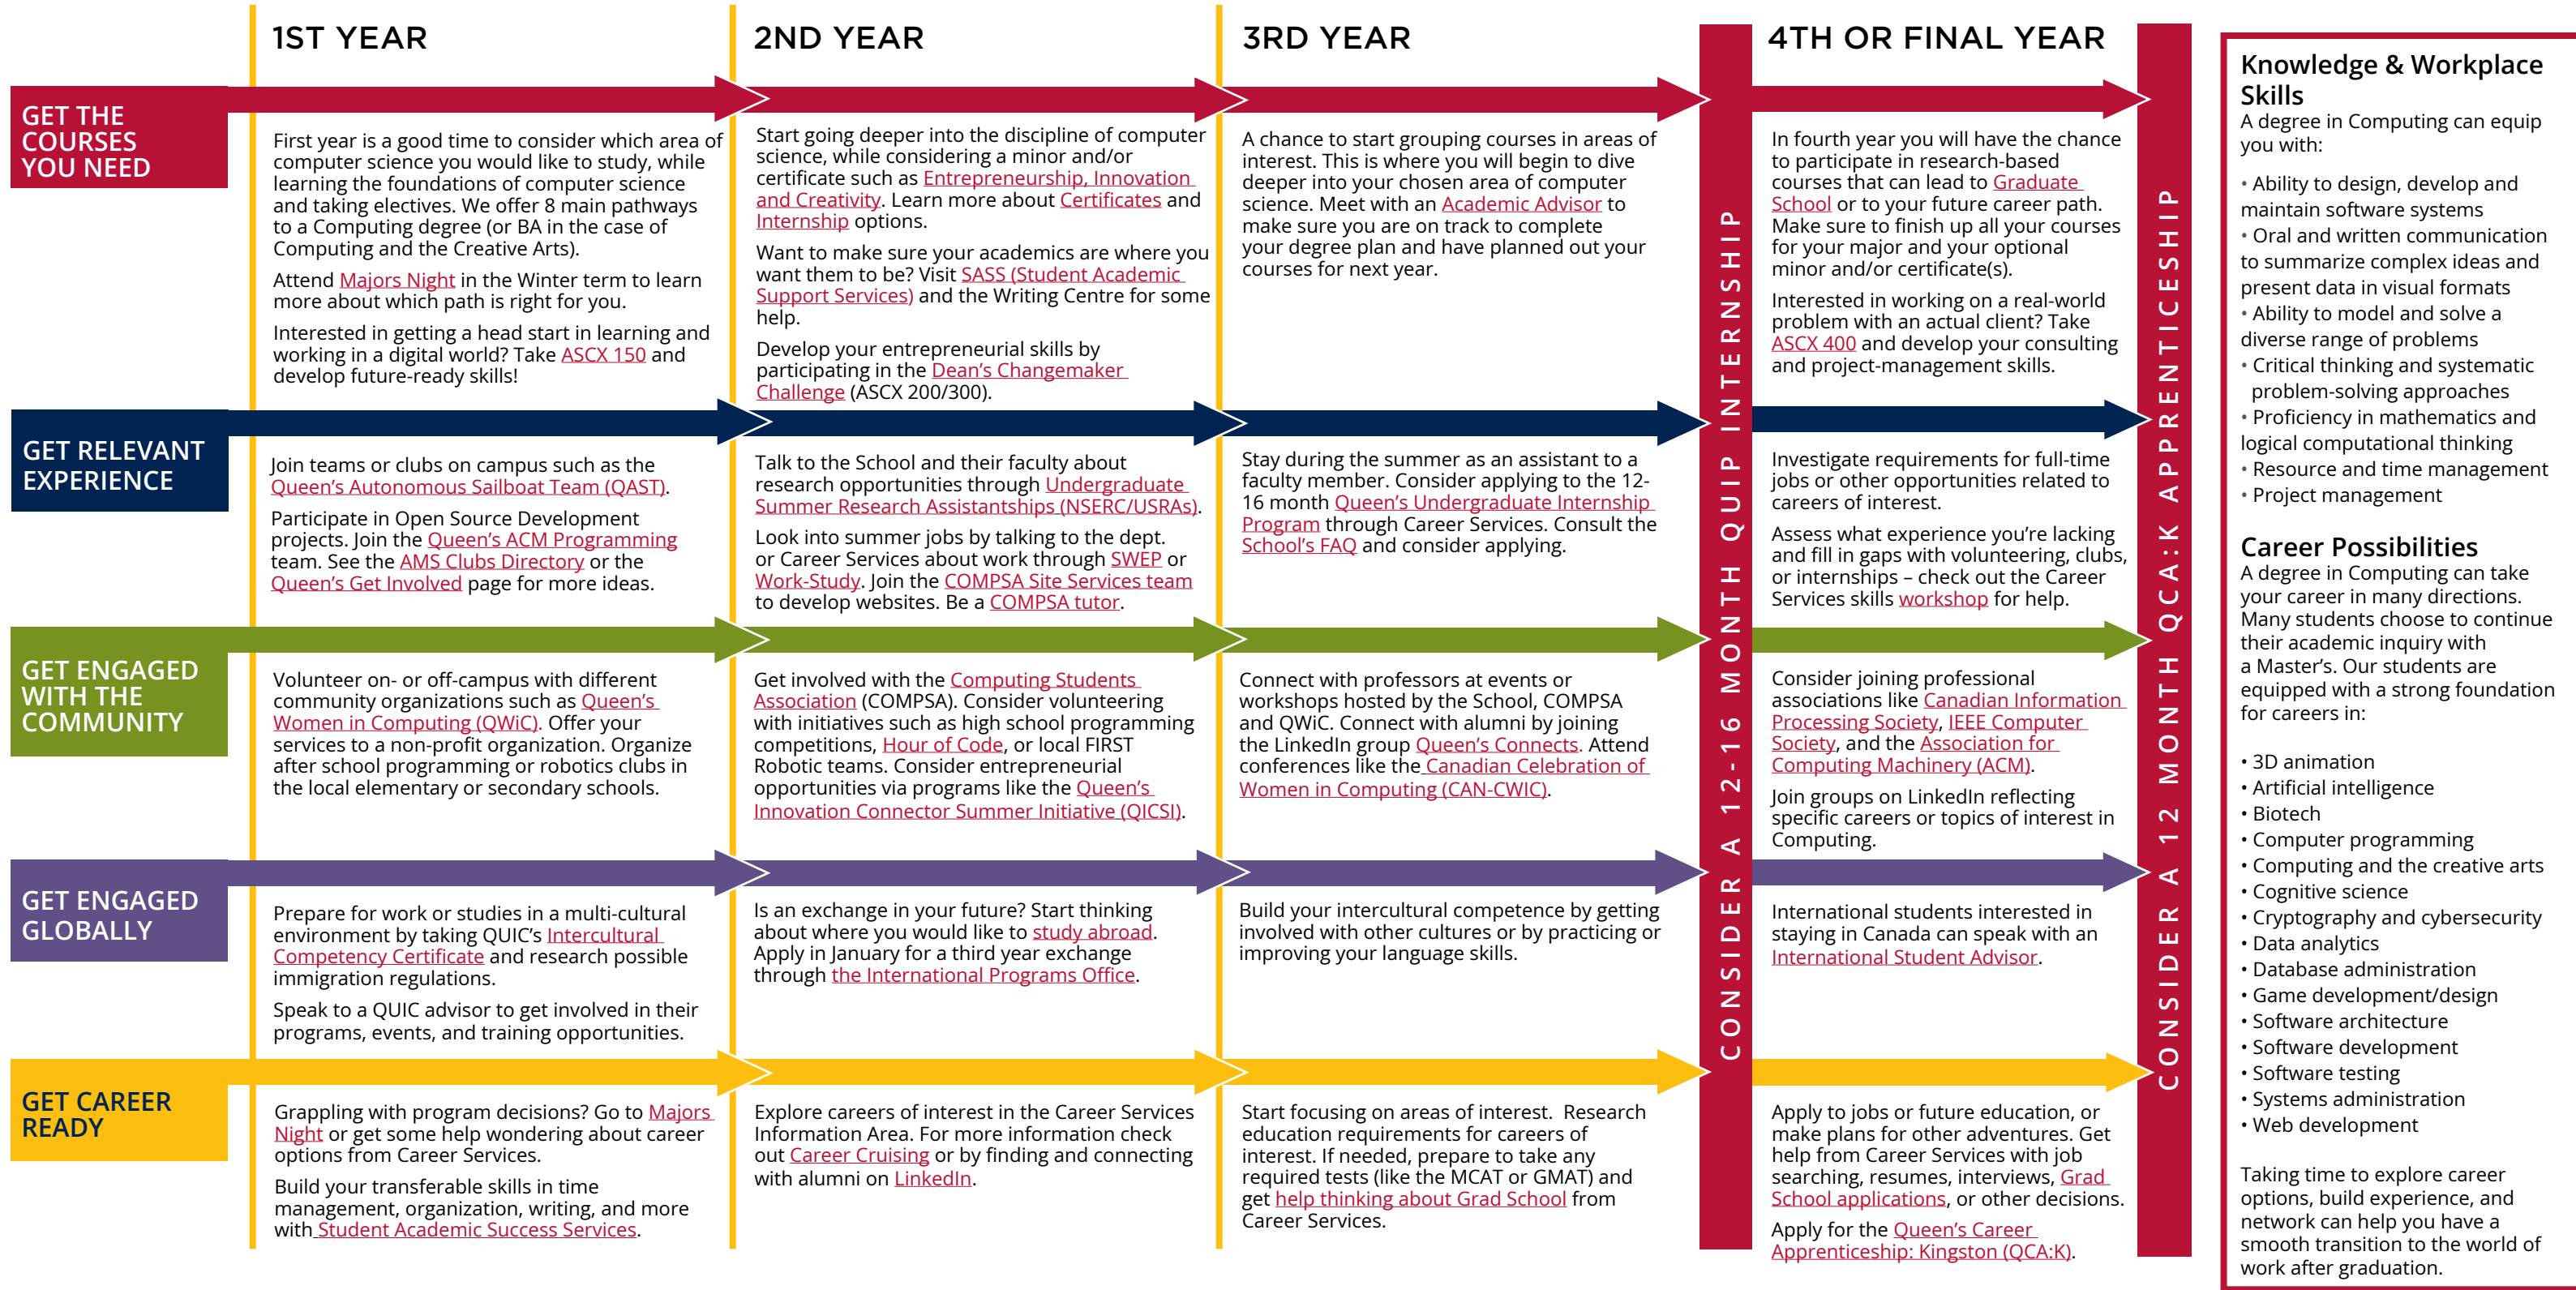 1ST YEAR
2ND YEAR
3RD YEAR
4TH OR FINAL YEAR
GET THE
COURSES
YOU NEED
First year is a good time to consider which area of
computer science you would like to study, while
learning the foundations of computer science
and taking electives. We offer 8 main pathways
to a Computing degree (or BA in the case of
Computing and the Creative Arts).
Attend Majors Night in the Winter term to learn
more about which path is right for you.
Interested in getting a head start in learning and
working in a digital world? Take ASCX 150 and
develop future-ready skills!
Start going deeper into the discipline of computer
science, while considering a minor and/or
certificate such as Entrepreneurship, Innovation
and Creativity. Learn more about Certificates and
Internship options.
Want to make sure your academics are where you
want them to be? Visit SASS (Student Academic
Support Services) and the Writing Centre for some
help.
Develop your entrepreneurial skills by
participating in the Dean's Changemaker
Challenge (ASCX 200/300).
A chance to start grouping courses in areas of
interest. This is where you will begin to dive
deeper into your chosen area of computer
science. Meet with an Academic Advisor to
make sure you are on track to complete
your degree plan and have planned out your
courses for next year.
In fourth year you will have the chance
to participate in research-based
courses that can lead to Graduate
School or to your future career path.
Make sure to finish up all your courses
for your major and your optional
minor and/or certificate(s).
Interested in working on a real-world
problem with an actual client? Take
ASCX 400 and develop your consulting
and project-management skills.
GET RELEVANT
EXPERIENCE
Join teams or clubs on campus such as the
Queen's Autonomous Sailboat Team (QAST).
Participate in Open Source Development
projects. Join the Queen's ACM Programming
team. See the AMS Clubs Directory or the
Queen's Get Involved page for more ideas.
Talk to the School and their faculty about
research opportunities through Undergraduate
Summer Research Assistantships (NSERC/USRAs).
Look into summer jobs by talking to the dept.
or Career Services about work through SWEP or
Work-Study. Join the COMPSA Site Services team
to develop websites. Be a COMPSA tutor.
Stay during the summer as an assistant to a
faculty member. Consider applying to the 12-
16 month Queen's Undergraduate Internship
Program through Career Services. Consult the
School's FAQ and consider applying.
Investigate requirements for full-time
jobs or other opportunities related to
careers of interest.
Assess what experience you're lacking
and fill in gaps with volunteering, clubs,
or internships – check out the Career
Services skills workshop for help.
GET ENGAGED
WITH THE
COMMUNITY
Volunteer on- or off-campus with different
community organizations such as Queen's
Women in Computing (QWiC). Offer your
services to a non-profit organization. Organize
after school programming or robotics clubs in
the local elementary or secondary schools.
Get involved with the Computing Students
Association (COMPSA). Consider volunteering
with initiatives such as high school programming
competitions, Hour of Code, or local FIRST
Robotic teams. Consider entrepreneurial
opportunities via programs like the Queen's
Innovation Connector Summer Initiative (QICSI).
Connect with professors at events or
workshops hosted by the School, COMPSA
and QWiC. Connect with alumni by joining
the LinkedIn group Queen's Connects. Attend
conferences like the Canadian Celebration of
Women in Computing (CAN-CWIC).
Consider joining professional
associations like Canadian Information
Processing Society, IEEE Computer
Society, and the Association for
Computing Machinery (ACM).
Join groups on LinkedIn reflecting
specific careers or topics of interest in
Computing.
GET ENGAGED
GLOBALLY
Prepare for work or studies in a multi-cultural
environment by taking QUIC's Intercultural
Competency Certificate and research possible
immigration regulations.
Speak to a QUIC advisor to get involved in their
programs, events, and training opportunities.
Is an exchange in your future? Start thinking
about where you would like to study abroad.
Apply in January for a third year exchange
through the International Programs Office.
Build your intercultural competence by getting
involved with other cultures or by practicing or
improving your language skills.
International students interested in
staying in Canada can speak with an
International Student Advisor.
GET CAREER
READY
Grappling with program decisions? Go to Majors
Night or get some help wondering about career
options from Career Services.
Build your transferable skills in time
management, organization, writing, and more
with Student Academic Success Services.
Explore careers of interest in the Career Services
Information Area. For more information check
out Career Cruising or by finding and connecting
with alumni on LinkedIn.
Start focusing on areas of interest. Research
education requirements for careers of
interest. If needed, prepare to take any
required tests (like the MCAT or GMAT) and
get help thinking about Grad School from
Career Services.
Apply to jobs or future education, or
make plans for other adventures. Get
help from Career Services with job
searching, resumes, interviews, Grad
School applications, or other decisions.
Apply for the Queen's Career
Apprenticeship: Kingston (QCA:K).
CONSIDER A 12-16 MONTH QUIP INTERNSHIP
CONSIDER A 12 MONTH QCA:K APPRENTICESHIP
Knowledge & Workplace
Skills
A degree in Computing can equip
you with:
• Ability to design, develop and
maintain software systems
• Oral and written communication
to summarize complex ideas and
present data in visual formats
• Ability to model and solve a
diverse range of problems
• Critical thinking and systematic
problem-solving approaches
• Proficiency in mathematics and
logical computational thinking
• Resource and time management
• Project management
Career Possibilities
A degree in Computing can take
your career in many directions.
Many students choose to continue
their academic inquiry with
a Master's. Our students are
equipped with a strong foundation
for careers in:
• 3D animation
• Artificial intelligence
• Biotech
• Computer programming
• Computing and the creative arts
• Cognitive science
• Cryptography and cybersecurity
• Data analytics
• Database administration
• Game development/design
• Software architecture
• Software development
• Software testing
• Systems administration
• Web development
Taking time to explore career
options, build experience, and
network can help you have a
smooth transition to the world of
work after graduation.